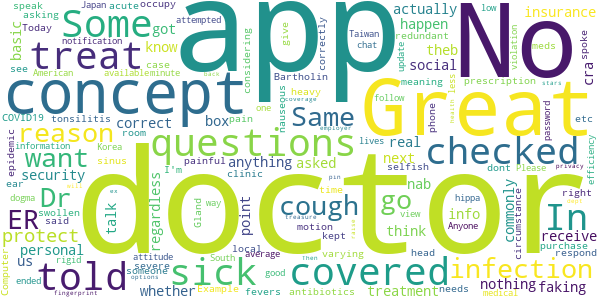 speak Japan acute occupy
asking Some attempted app No low insurance
Today basic got actually Taiwan
notification know happen chat redundant theb meds
see American treat availableminute considering correctly social give update cra violation
case Bartholin prescription spoke
concept questions nauseous Great
COVID19 tonsilitis correct box Same meaning less heavy coverage employer stars
information reason one pain room
epidemic Korea anything real lives phone follow password etc
sinus want checked efficiency
I'm painful asked next selfish dont Please privacy
ear security clinic
dogma Dr regardless doctor go nab pin In right
swollen ER talk cough info Anyone circumstance
said point Gland way time think view commonly hippa
protect personal motion receive purchase
us local kept head varying respond
rigid told severe whether attitude South average covered infection
Computer sick someone Than treasure good needs nothing faking
ended Example options fevers antibiotics treatment medical
fingerprint